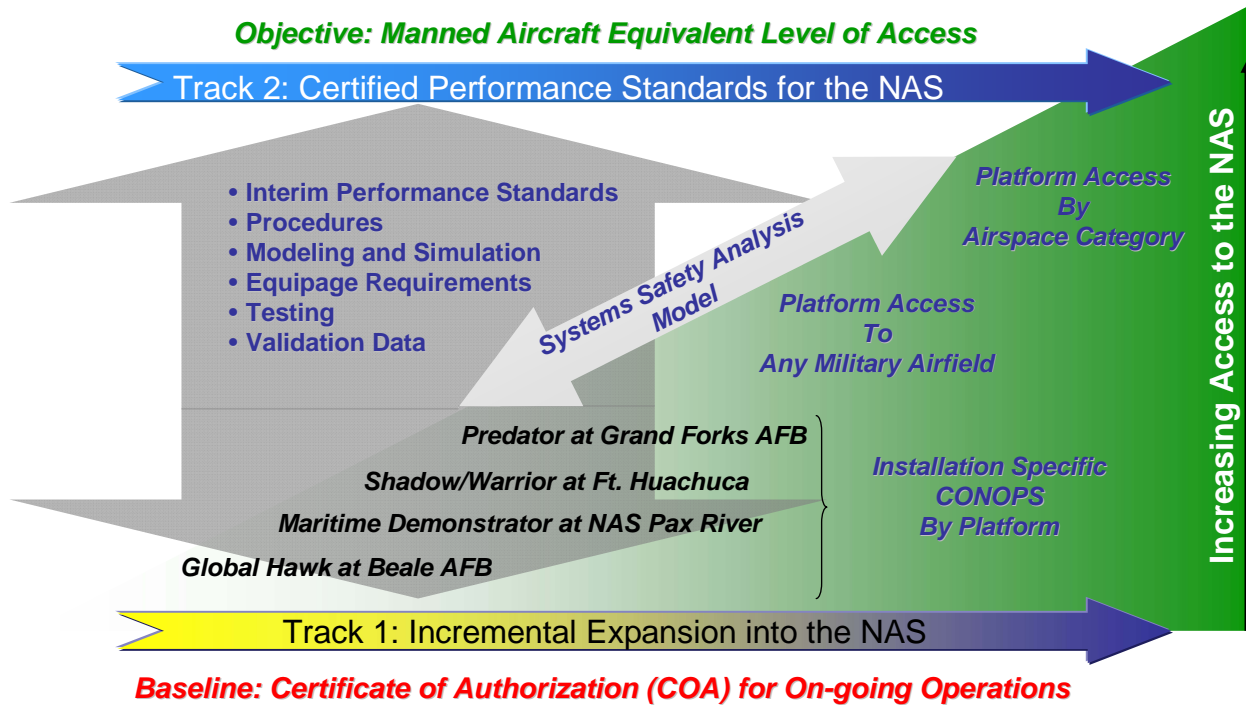 Objective: Manned Aircraft Equivalent Level of Access
Track 2: Certified Performance Standards for the NAS
• Interim Performance Standards
• Procedures
• Modeling and Simulation
• Equipage Requirements
• Testing
• Validation Data
Systems Safety Analysis
Model
Platform Access
By
Airspace Category
Platform Access
To
Any Military Airfield
Predator at Grand Forks AFB
Shadow/Warrior at Ft. Huachuca
Maritime Demonstrator at NAS Pax River
Global Hawk at Beale AFB
Installation Specific
CONOPS
By Platform
Increasing Access to the NAS
Track 1: Incremental Expansion into the NAS
Baseline: Certificate of Authorization (COA) for On-going Operations